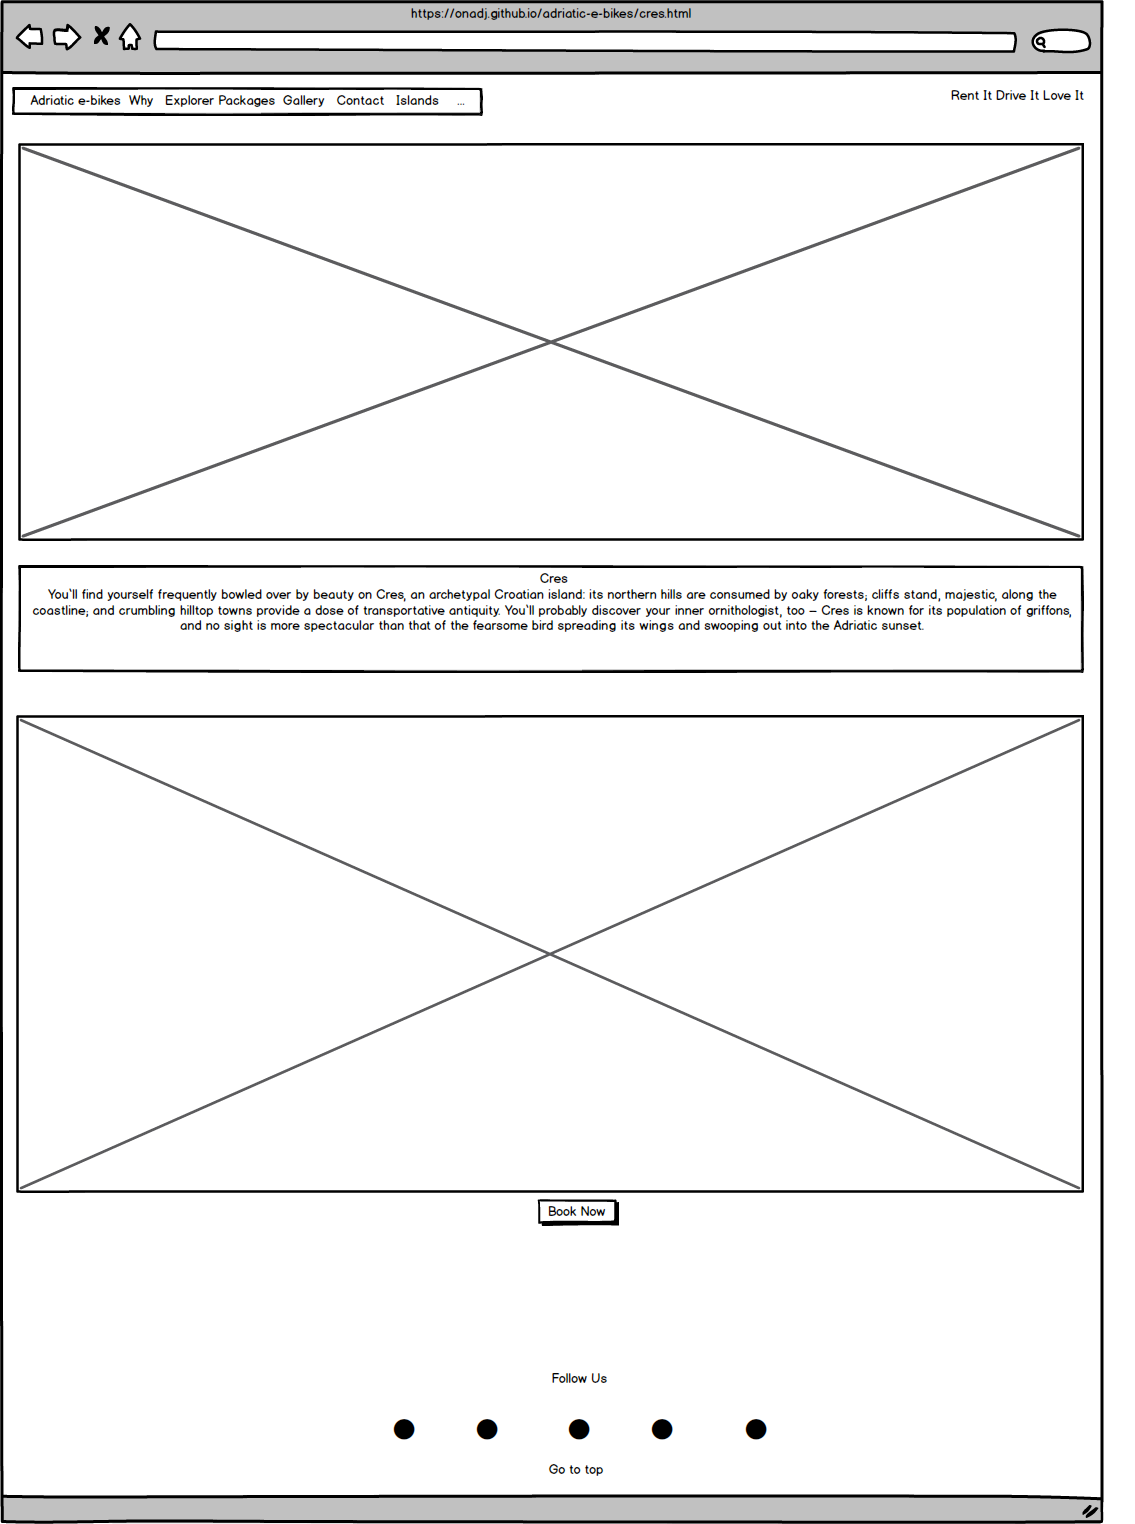 https://onadj.github.io/adriatic-e-bikes/cres.html
Adriatic e-bikes Why Explorer Packages Gallery Contact Islands ...
Rent It Drive It Love It
Cres
You`ll find yourself frequently bowled over by beauty on Cres, an archetypal Croatian island: its northern hills are consumed by oaky forests; cliffs stand, majestic, along the
coastline; and crumbling hilltop towns provide a dose of transportative antiquity. You`ll probably discover your inner ornithologist, too – Cres is known for its population of griffons,
and no sight is more spectacular than that of the fearsome bird spreading its wings and swooping out into the Adriatic sunset.
Book Now
Follow Us
Go to top